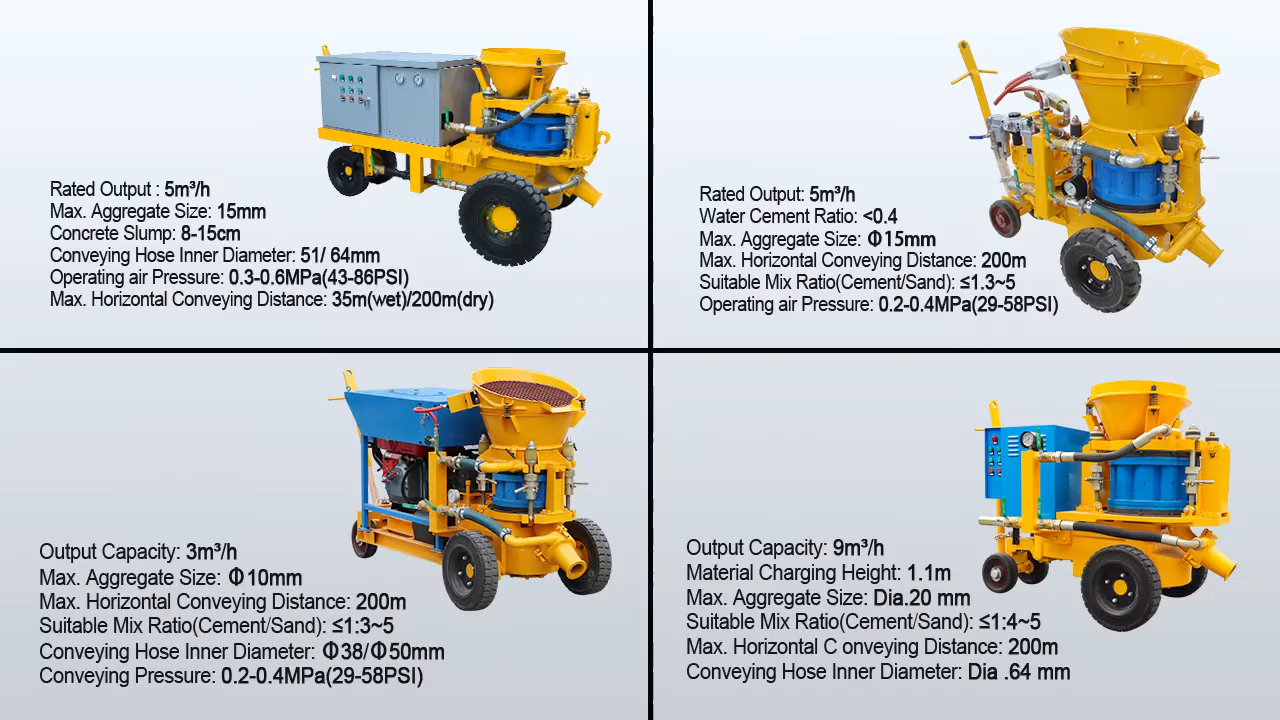 Rated Output : 5m³/h
Max. Aggregate Size: 15mm
Concrete Slump: 8-15cm
Conveying Hose Inner Diameter: 51/ 64mm
Operating air Pressure: 0.3-0.6MPa(43-86PSI)
Max. Horizontal Conveying Distance: 35m(wet)/200m(dry)
Rated Output: 5m³/h
Water Cement Ratio: <0.4
Max. Aggregate Size: Φ15mm
Max. Horizontal Conveying Distance: 200m
Suitable Mix Ratio(Cement/Sand): ≤1.3~5
Operating air Pressure: 0.2-0.4MPa(29-58PSI)
Output Capacity: 3m³/h
Max. Aggregate Size: Φ10mm
Max. Horizontal Conveying Distance: 200m
Suitable Mix Ratio(Cement/Sand): ≤1:3~5
Conveying Hose Inner Diameter: Φ38/Φ50mm
Conveying Pressure: 0.2-0.4MPa(29-58PSI)
Output Capacity: 9m³/h
Material Charging Height: 1.1m
Max. Aggregate Size: Dia.20 mm
Suitable Mix Ratio(Cement/Sand): ≤1:4~5
Max. Horizontal C onveying Distance: 200m
Conveying Hose Inner Diameter: Dia .64 mm